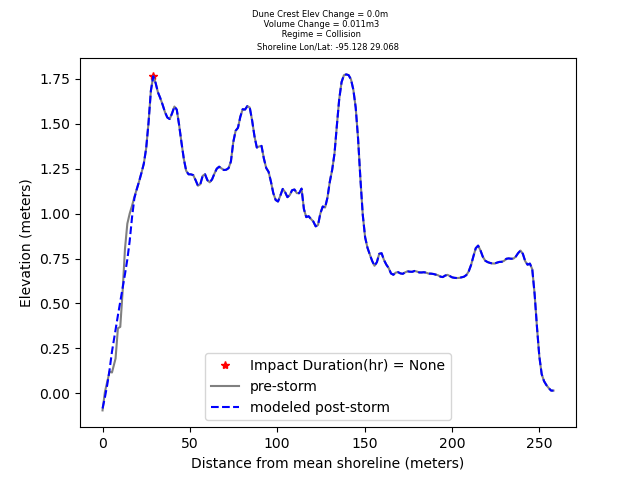 Dune Crest Elev Change = 0.0m
Volume Change = 0.011m3
Regime = Collision
Shoreline Lon/Lat: -95.128 29.068
1.75
1.50
1.25
1.00
0.75
0.50
0.25
0.00
Elevation (meters)
Impact Duration(hr) = None
pre-storm
modeled post-storm
0 50 100 150 200 250
Distance from mean shoreline (meters)